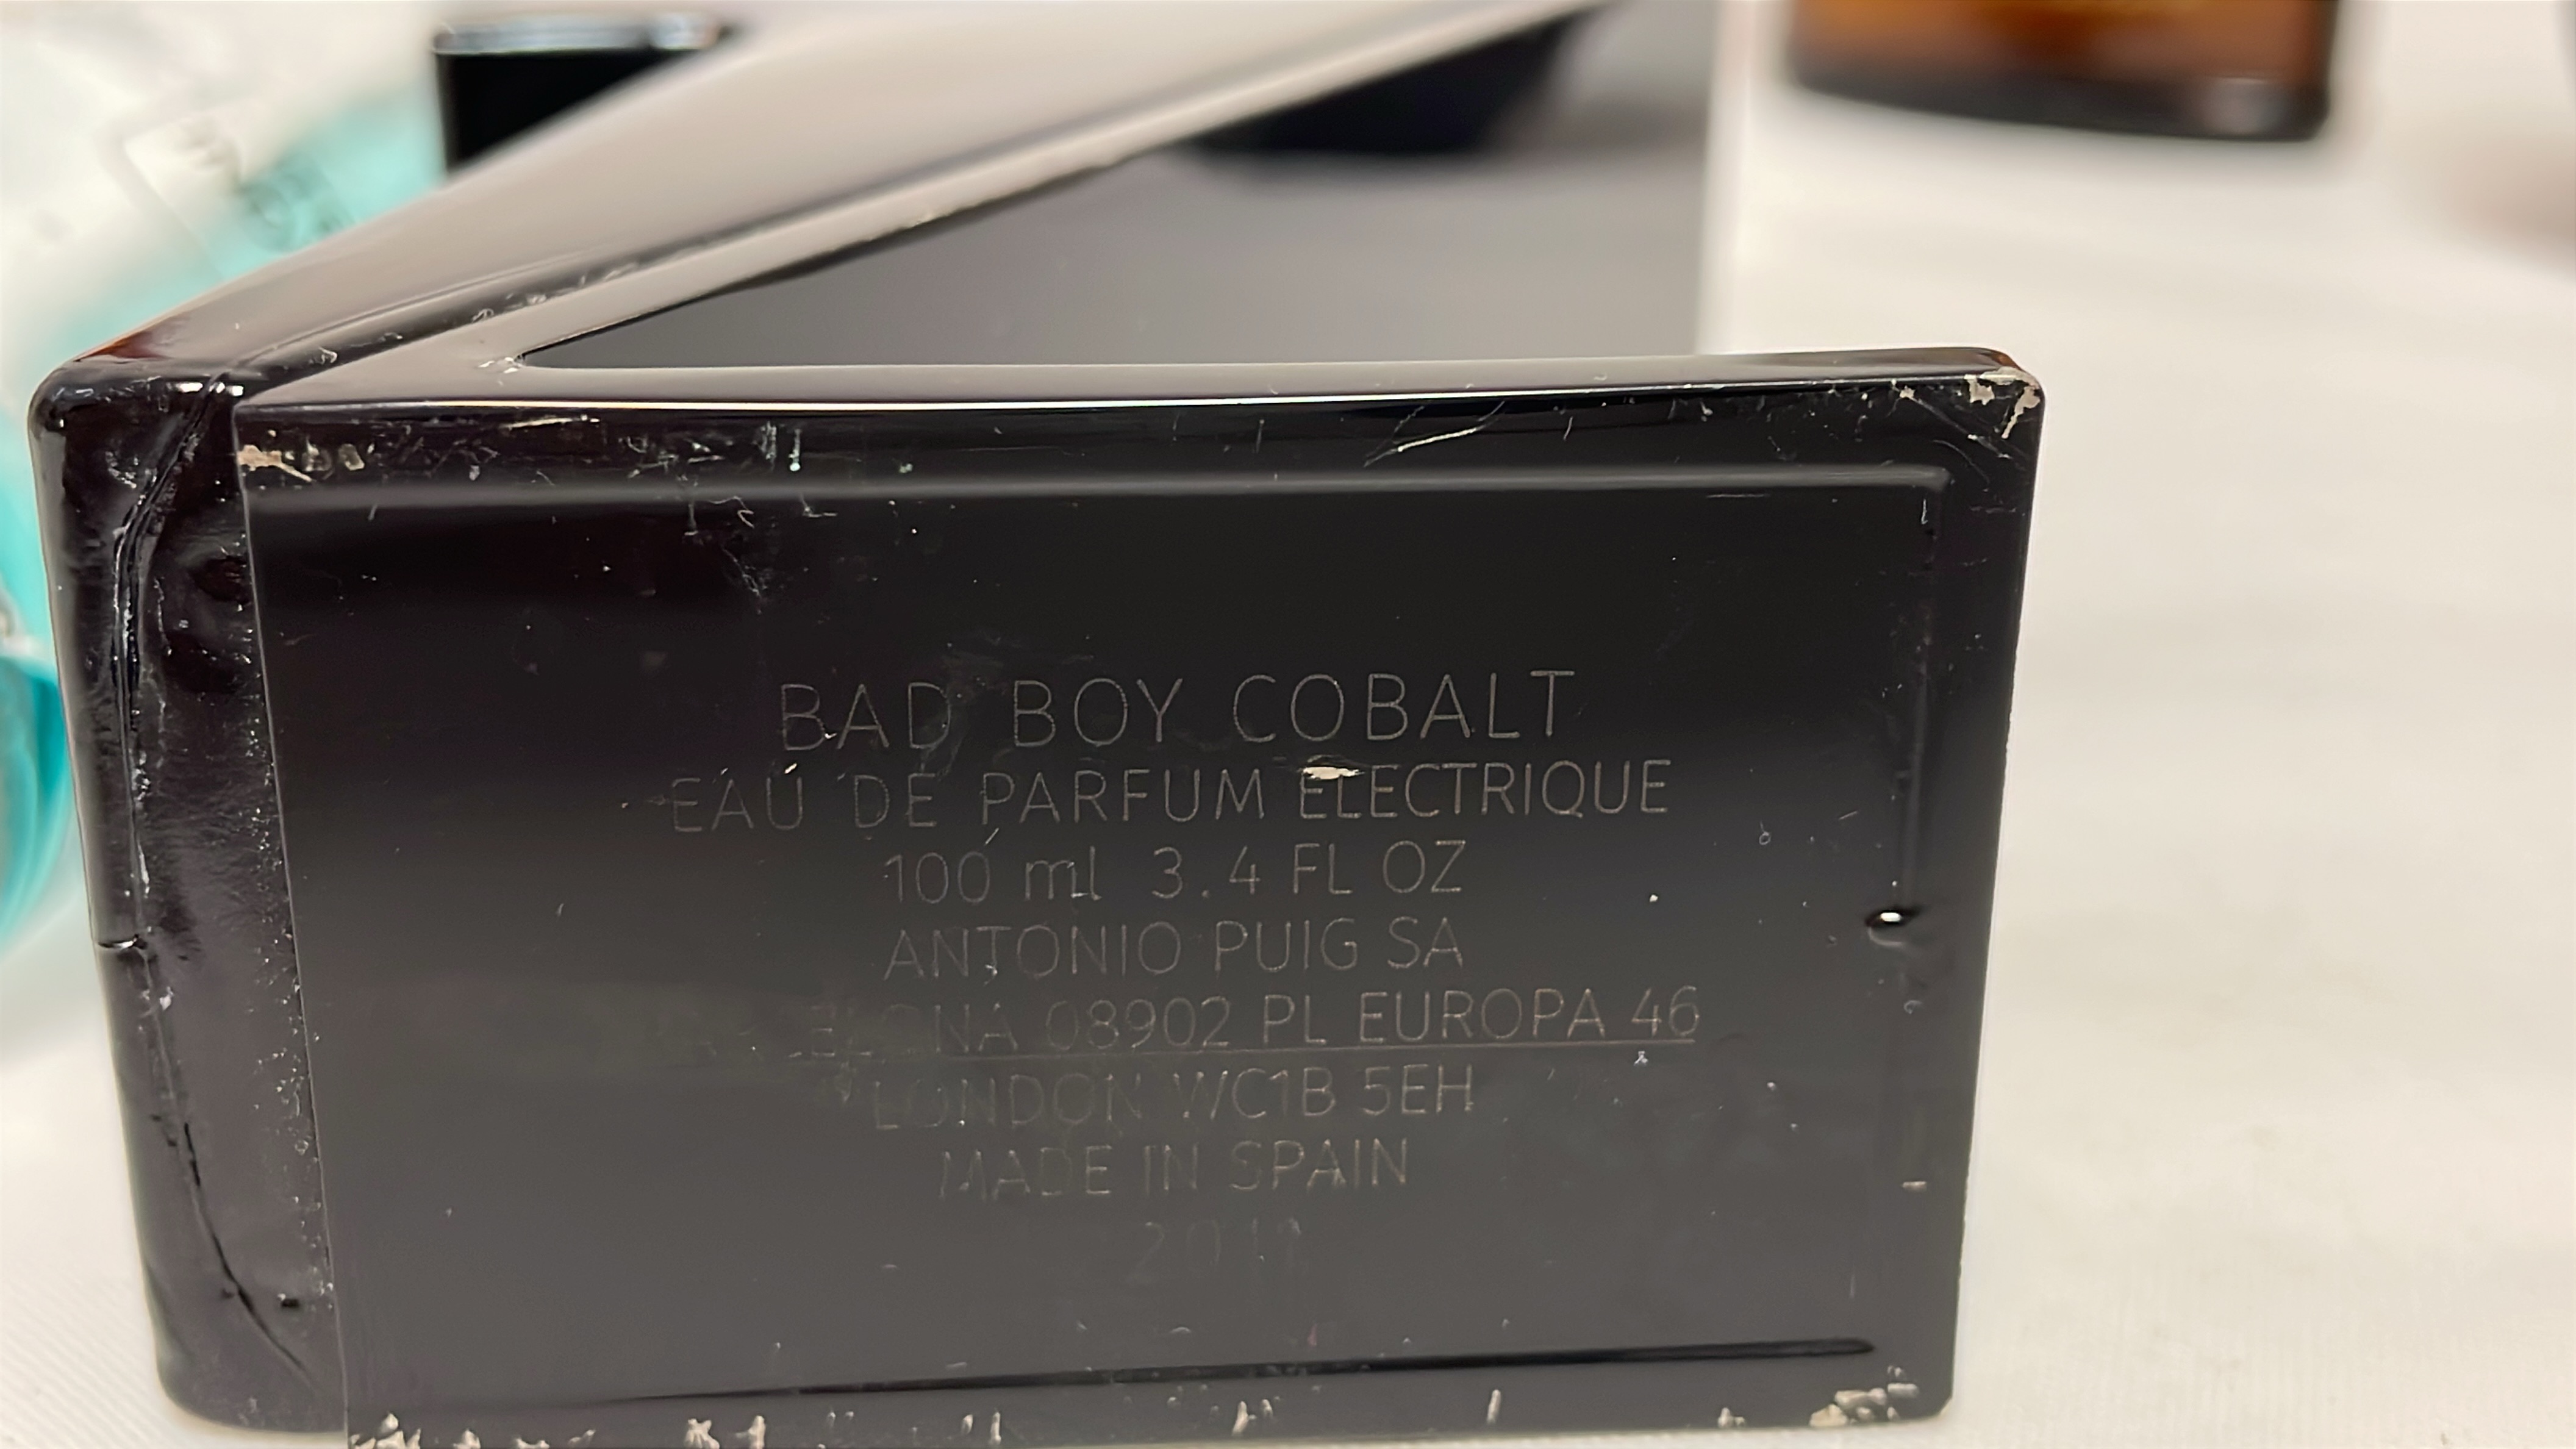 BAD BOY COBALT
EAU DE PARFUM ELECTRIQUE
100 ml 3.4 FL OZ
ANTONIO PUIG SA
08902 PL EUROPA 46
LONDON WC1B 5EH
MADE IN SPAIN